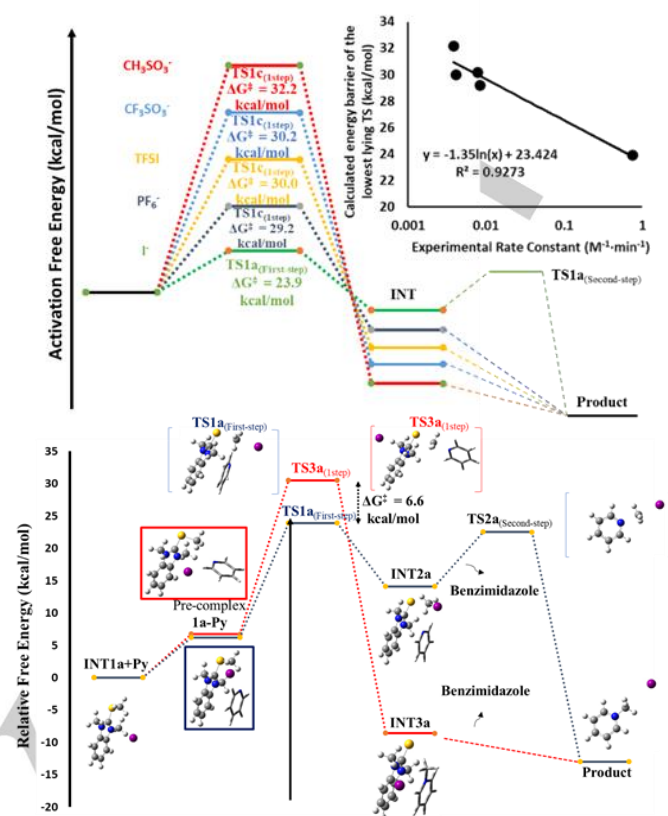 Activation Free Energy (kcal/mol)
CH₃SO₃⁻
CF₃SO₃⁻
TFSI
PF₆⁻
I⁻
TS1c(1step)
ΔG‡ = 32.2
kcal/mol
TS1c(1step)
ΔG‡ = 30.2
kcal/mol
TS1c(1step)
ΔG‡ = 30.0
kcal/mol
TS1c(1step)
ΔG‡ = 29.2
kcal/mol
TS1a(First-step)
ΔG‡ = 23.9
kcal/mol
INT
TS1a(Second-step)
Product
Calculated energy barrier of the
lowest lying TS (kcal/mol)
34
32
30
28
26
24
22
20
y = -1.35ln(x) + 23.424
R² = 0.9273
0.001
0.01
0.1
1
Experimental Rate Constant (M⁻¹·min⁻¹)
Relative Free Energy (kcal/mol)
35
30
25
20
15
10
5
0
-5
-10
-15
-20
TS1a(First-step)
TS3a(1step)
TS3a(1step)
ΔG‡ = 6.6
kcal/mol
TS1a(First-step)
TS2a(Second-step)
Pre-complex
1a-Py
INT2a
Benzimidazole
INT1a+Py
Benzimidazole
INT3a
Product